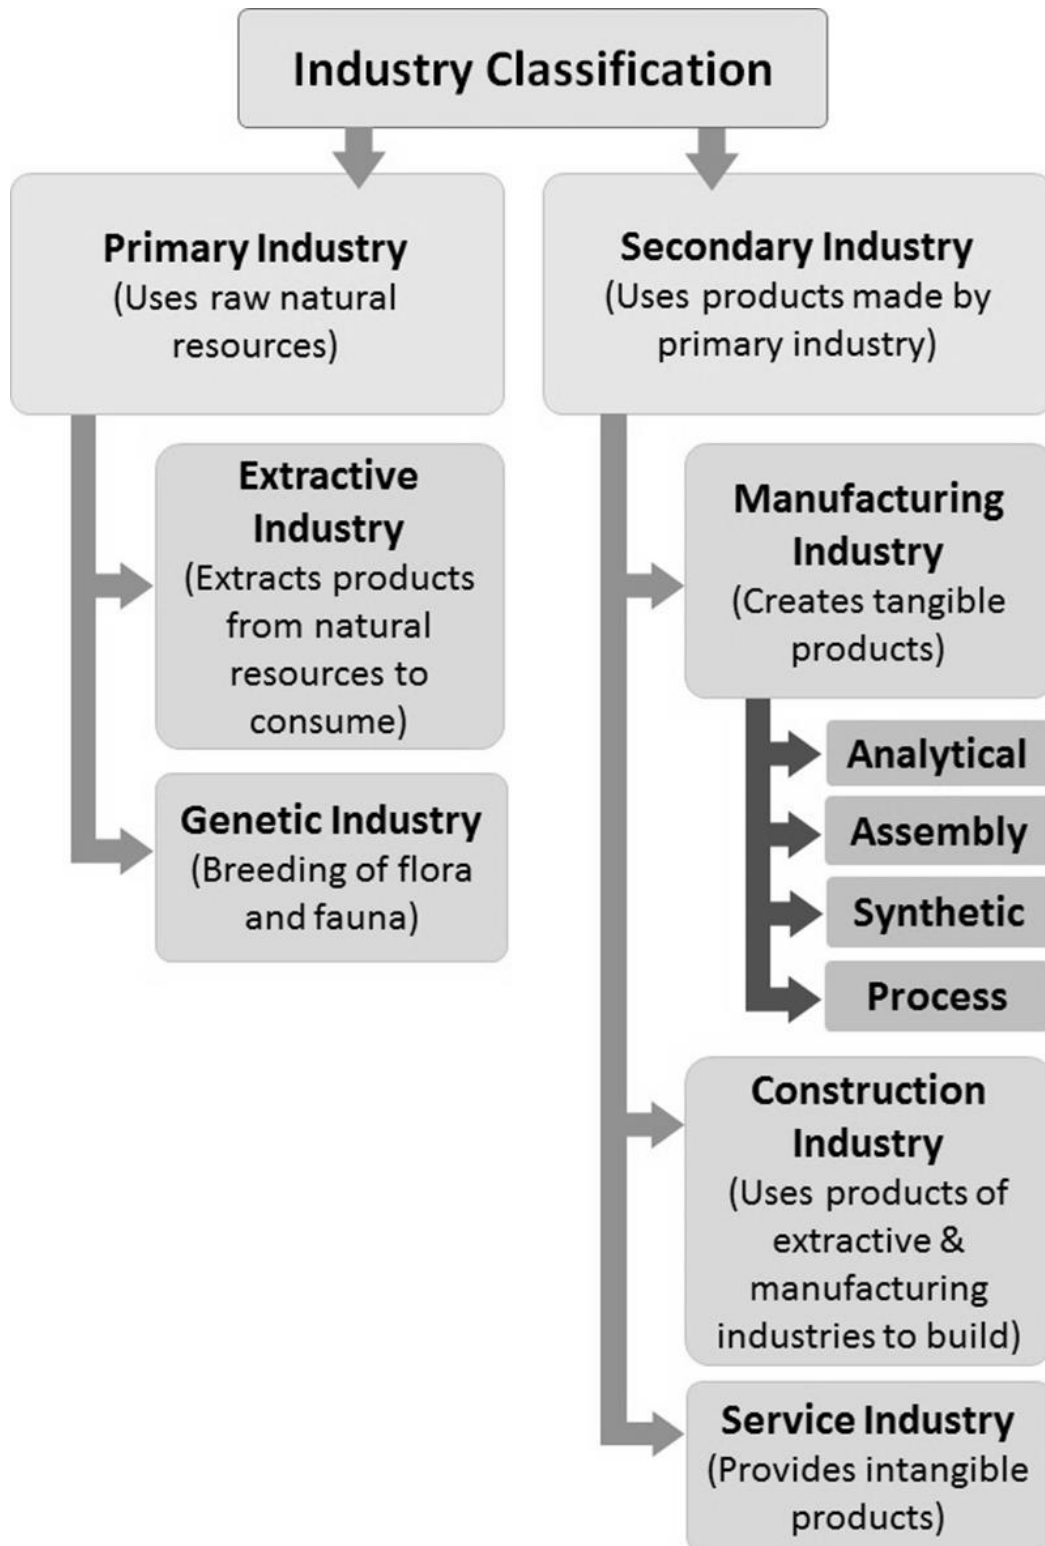 Industry Classification
Primary Industry
(Uses raw natural
resources)
Extractive
Industry
(Extracts products
from natural
resources to
consume)
Genetic Industry
(Breeding of flora
and fauna)
Secondary Industry
(Uses products made by
primary industry)
Manufacturing
Industry
(Creates tangible
products)
Analytical
Assembly
Synthetic
Process
Construction
Industry
(Uses products of
extractive &
manufacturing
industries to build)
Service Industry
(Provides intangible
products)